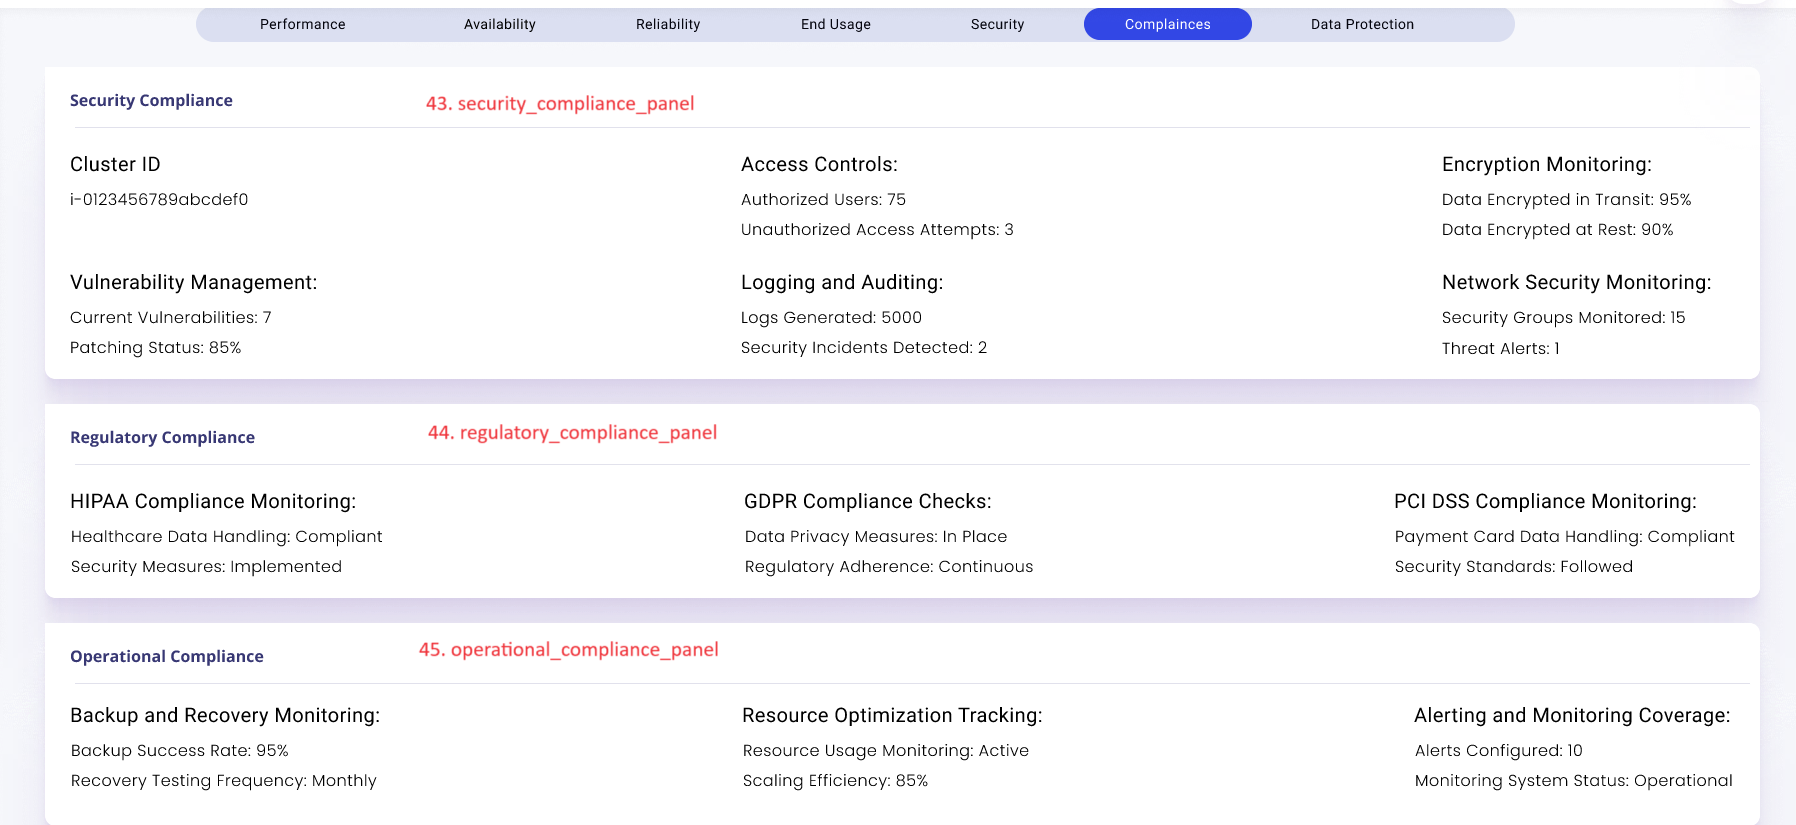 Performance Availability Reliability End Usage Security Complainces Data Protection
Security Compliance 43. security_compliance_panel
Cluster ID
i-0123456789abcdef0
Access Controls:
Authorized Users: 75
Unauthorized Access Attempts: 3
Encryption Monitoring:
Data Encrypted in Transit: 95%
Data Encrypted at Rest: 90%
Vulnerability Management:
Current Vulnerabilities: 7
Patching Status: 85%
Logging and Auditing:
Logs Generated: 5000
Security Incidents Detected: 2
Network Security Monitoring:
Security Groups Monitored: 15
Threat Alerts: 1
Regulatory Compliance 44. regulatory_compliance_panel
HIPAA Compliance Monitoring:
Healthcare Data Handling: Compliant
Security Measures: Implemented
GDPR Compliance Checks:
Data Privacy Measures: In Place
Regulatory Adherence: Continuous
PCI DSS Compliance Monitoring:
Payment Card Data Handling: Compliant
Security Standards: Followed
Operational Compliance 45. operational_compliance_panel
Backup and Recovery Monitoring:
Backup Success Rate: 95%
Recovery Testing Frequency: Monthly
Resource Optimization Tracking:
Resource Usage Monitoring: Active
Scaling Efficiency: 85%
Alerting and Monitoring Coverage:
Alerts Configured: 10
Monitoring System Status: Operational